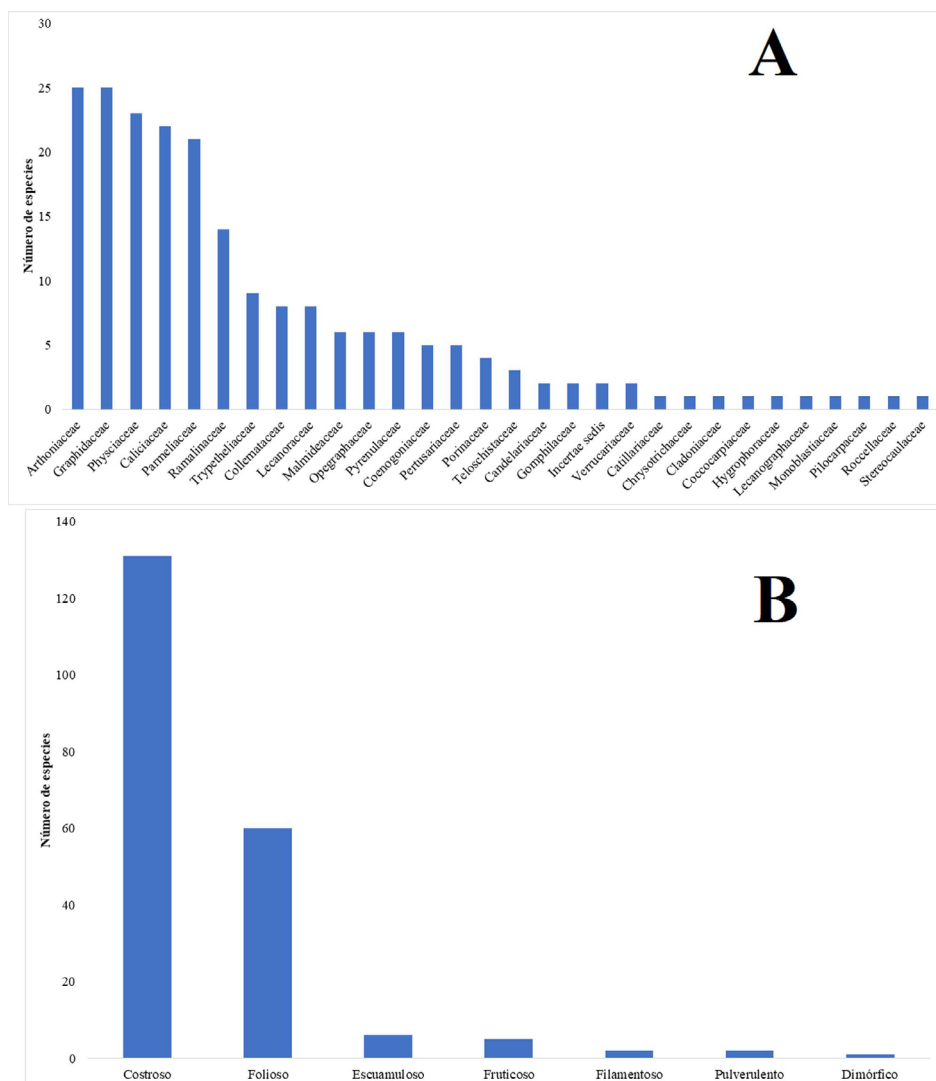 A
30
25
20
15
10
5
0
Número de especies
Arthoniaceae
Graphidaceae
Physciaceae
Caliciaceae
Parmeliaceae
Ramalinaceae
Trypetheliaceae
Collemataceae
Lecanoraceae
Malmideaceae
Opegraphaceae
Pyrenulaceae
Coenogoniaceae
Pertusariaceae
Porinaceae
Teloschistaceae
Candelariaceae
Gomphilaceae
Incertae sedis
Verrucariaceae
Catillariaceae
Chrysotrichaceae
Cladoniaceae
Coccocarpiaceae
Hygrophoraceae
Lecanographaceae
Monoblastiaceae
Pilocarpaceae
Roccellaceae
Stereocaulaceae
B
140
120
100
80
60
40
20
0
Número de especies
Costroso
Folioso
Escuamuloso
Fruticoso
Filamentoso
Pulverulento
Dimórfico